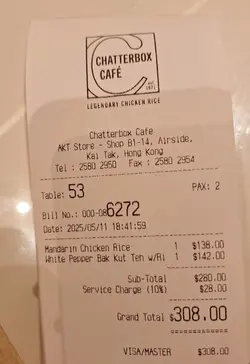 CHATTERBOX
CAFÉ
est.
1971
LEGENDARY CHICKEN RICE
Chatterbox Cafe
AKT Store - Shop B1-14, Airside.
Kai Tak, Hong Kong
Tel : 2580 2950 Fax : 2580 2954
Table: 53 PAX: 2
Bill No.: 000-086272
Date: 2025/05/11 18:41:59
Mandarin Chicken Rice 1 $138.00
White Pepper Bak Kut Teh w/Ri 1 $142.00
Sub-Total $280.00
Service Charge (10%) $28.00
Grand Total $308.00
VISA/MASTER $308.00